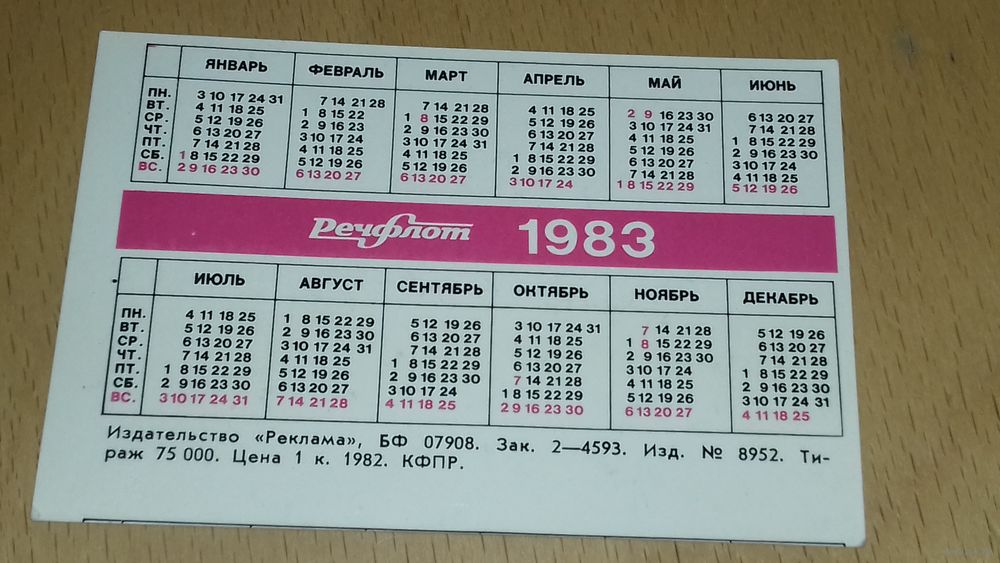 ЯНВАРЬ ФЕВРАЛЬ МАРТ АПРЕЛЬ МАЙ ИЮНЬ
ПН. 3 10 17 24 31 7 14 21 28 7 14 21 28 4 11 18 25 2 9 16 23 30 6 13 20 27
ВТ. 4 11 18 25 1 8 15 22 1 8 15 22 29 5 12 19 26 3 10 17 24 31 7 14 21 28
СР. 5 12 19 26 2 9 16 23 2 9 16 23 30 6 13 20 27 4 11 18 25 1 8 15 22 29
ЧТ. 6 13 20 27 3 10 17 24 3 10 17 24 31 7 14 21 28 5 12 19 26 2 9 16 23 30
ПТ. 7 14 21 28 4 11 18 25 4 11 18 25 1 8 15 22 29 6 13 20 27 3 10 17 24
СБ. 1 8 15 22 29 5 12 19 26 5 12 19 26 2 9 16 23 30 7 14 21 28 4 11 18 25
ВС. 2 9 16 23 30 6 13 20 27 6 13 20 27 3 10 17 24 1 8 15 22 29 5 12 19 26
Речфлот 1983
ИЮЛЬ АВГУСТ СЕНТЯБРЬ ОКТЯБРЬ НОЯБРЬ ДЕКАБРЬ
ПН. 4 11 18 25 1 8 15 22 29 5 12 19 26 3 10 17 24 31 7 14 21 28 5 12 19 26
ВТ. 5 12 19 26 2 9 16 23 30 6 13 20 27 4 11 18 25 1 8 15 22 29 6 13 20 27
СР. 6 13 20 27 3 10 17 24 31 7 14 21 28 5 12 19 26 2 9 16 23 30 7 14 21 28
ЧТ. 7 14 21 28 4 11 18 25 1 8 15 22 29 6 13 20 27 3 10 17 24 1 8 15 22 29
ПТ. 1 8 15 22 29 5 12 19 26 2 9 16 23 30 7 14 21 28 4 11 18 25 2 9 16 23 30
СБ. 2 9 16 23 30 6 13 20 27 3 10 17 24 1 8 15 22 29 5 12 19 26 3 10 17 24 31
ВС. 3 10 17 24 31 7 14 21 28 4 11 18 25 2 9 16 23 30 6 13 20 27 4 11 18 25
Издательство «Реклама», БФ 07908. Зак. 2—4593. Изд. № 8952. Ти-
раж 75 000. Цена 1 к. 1982. КФПР.